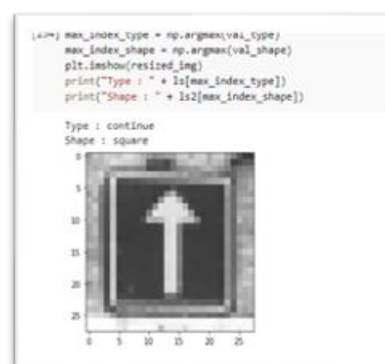 max_index_type = np.argmax(val_type)
max_index_shape = np.argmax(val_shape)
plt.imshow(resized_img)
print("Type : " + ls[max_index_type])
print("Shape : " + ls2[max_index_shape])
Type : continue
Shape : square
0
5
10
15
20
25
0 5 10 15 20 25